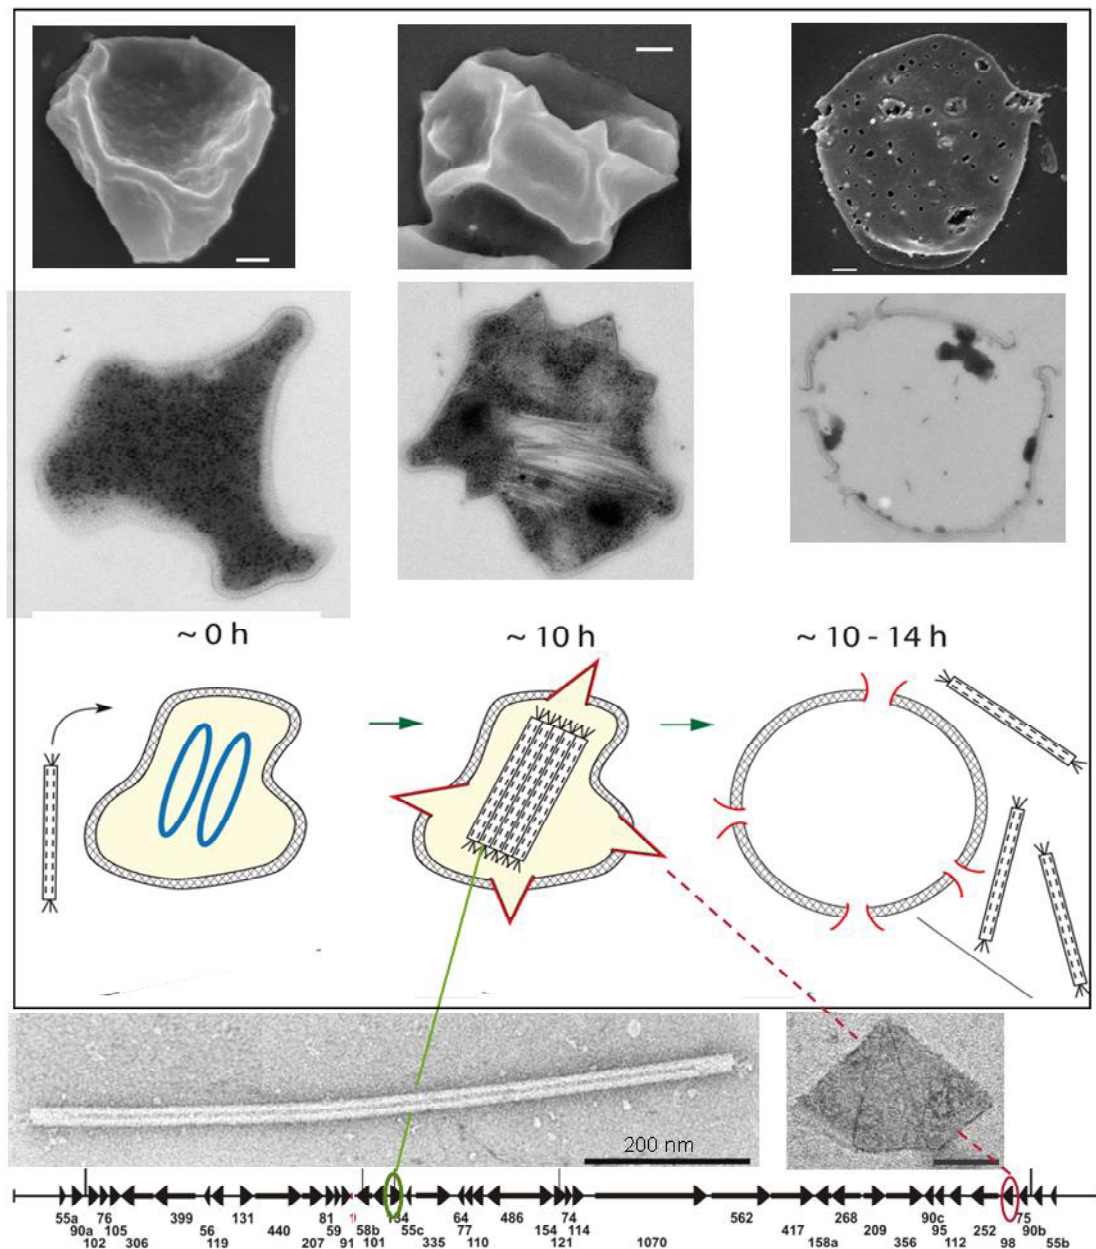 ~ 0 h
~ 10 h
~ 10 - 14 h
200 nm
55a 76 399 131 81 134 64 486 74 562 268 90c 75
90a 105 56 440 59 58b 55c 77 154 114 417 209 95 252 90b
102 306 119 207 91 101 335 110 121 1070 158a 356 112 98 55b